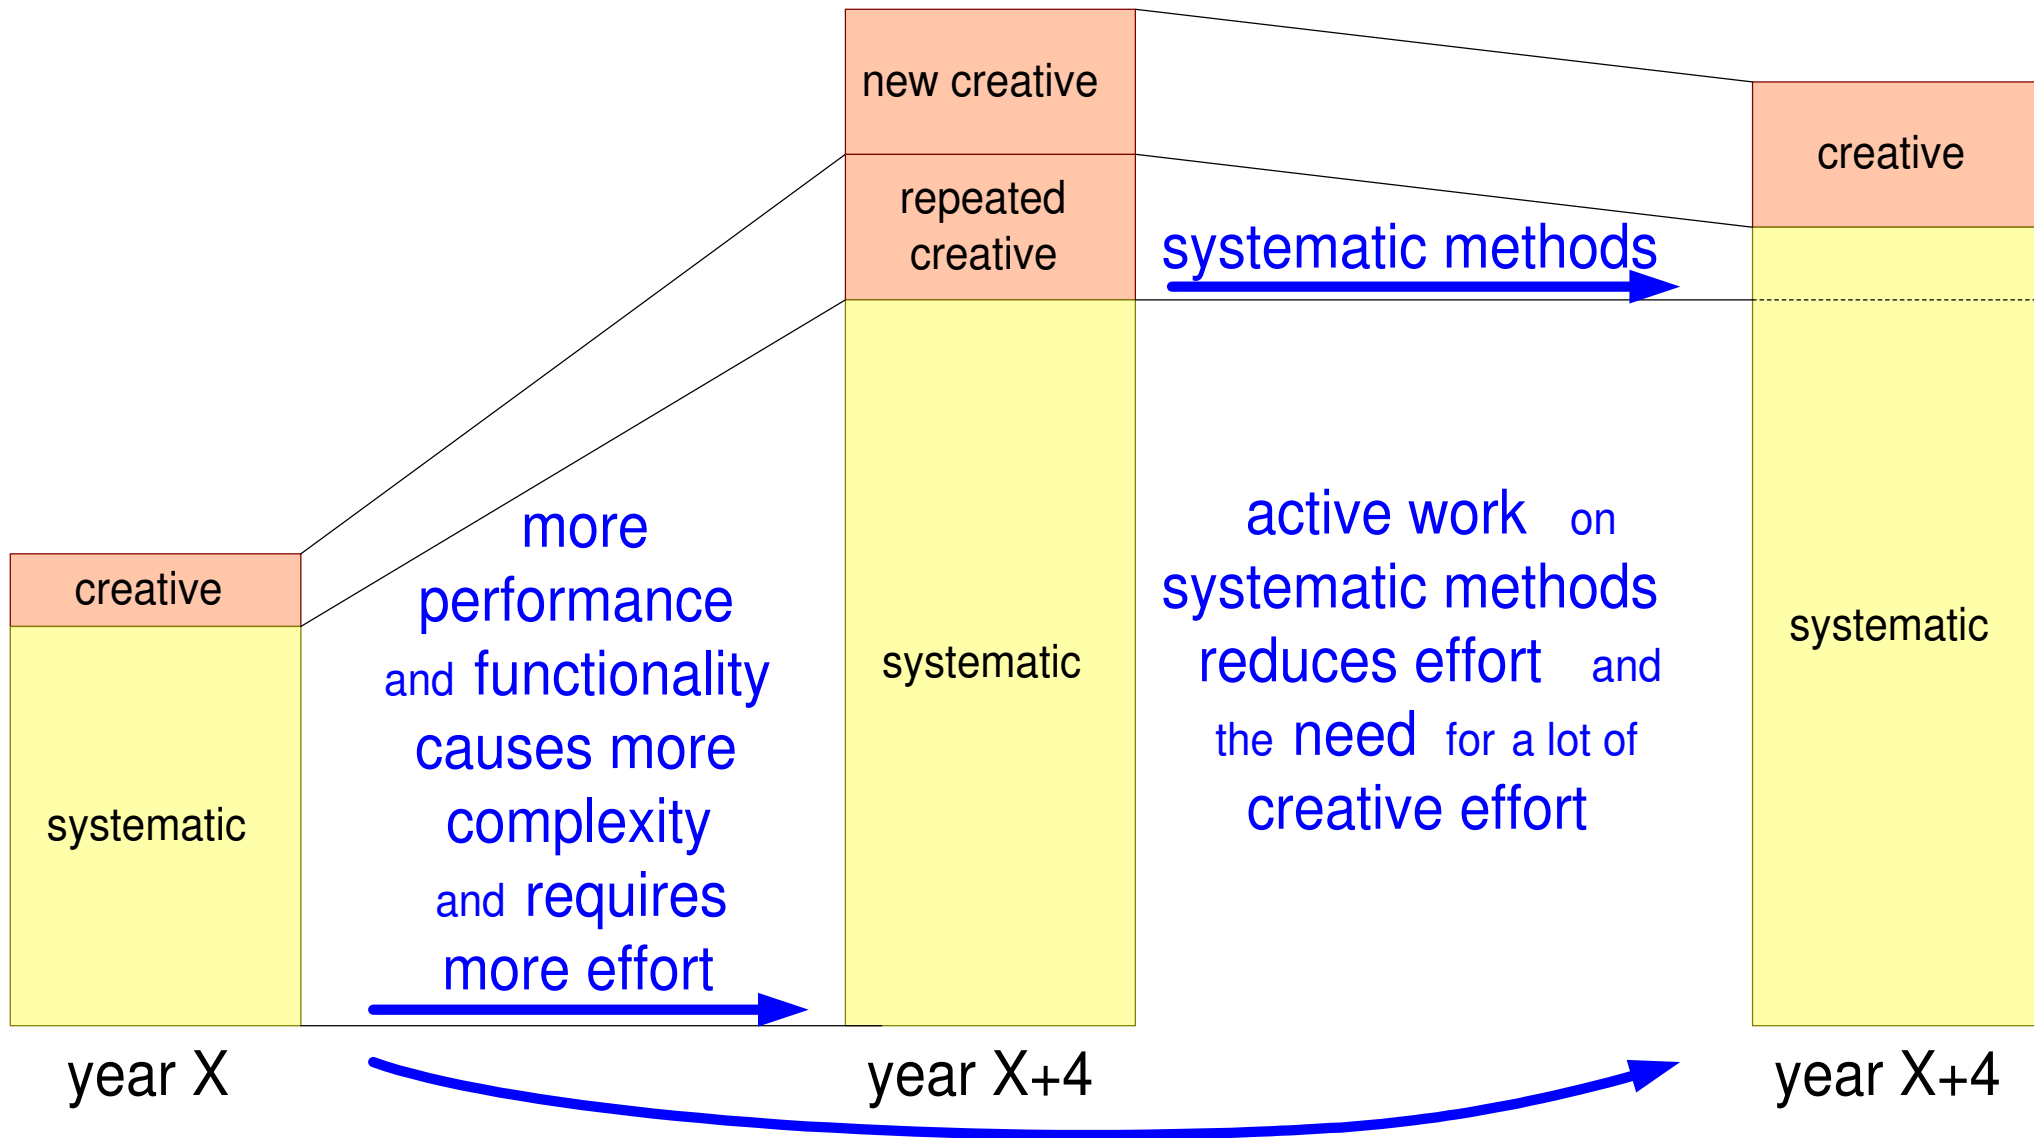 creative
systematic
year X
more
performance
and functionality
causes more
complexity
and requires
more effort
new creative
repeated
creative
systematic
year X+4
systematic methods
active work on
systematic methods
reduces effort and
the need for a lot of
creative effort
creative
systematic
year X+4